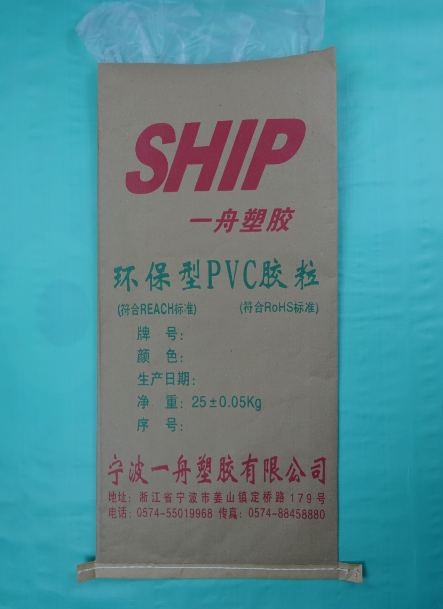 SHIP
一舟塑胶
环保型PVC胶粒
(符合REACH标准) (符合RoHS标准)
牌 号:
颜 色:
生产日期:
净 重: 25±0.05Kg
序 号:
宁波一舟塑胶有限公司
地址: 浙江省宁波市姜山镇定桥路179号
电话: 0574-55019968 传真: 0574-88458880